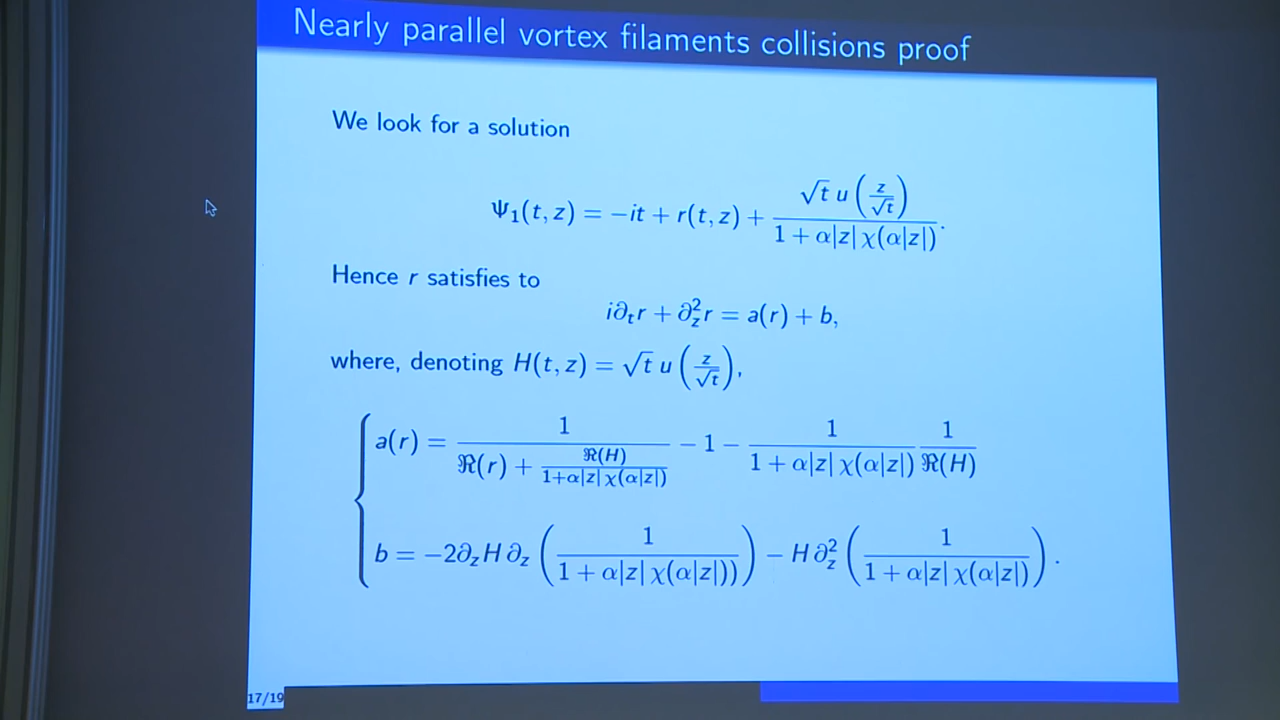 Nearly parallel vortex filaments collisions proof
We look for a solution
Ψ₁(t, z) = −it + r(t, z) + √t u(z/√t) / (1 + α|z| χ(α|z|)).
Hence r satisfies to
i∂ₜr + ∂²_z r = a(r) + b,
where, denoting H(t, z) = √t u(z/√t),
a(r) = 1 / (ℜ(r) + ℜ(H)/(1+α|z| χ(α|z|))) − 1 − 1/(1 + α|z| χ(α|z|)) 1/ℜ(H)
b = −2∂_z H ∂_z (1/(1 + α|z| χ(α|z|))) − H ∂²_z (1/(1 + α|z| χ(α|z|))).
17/19